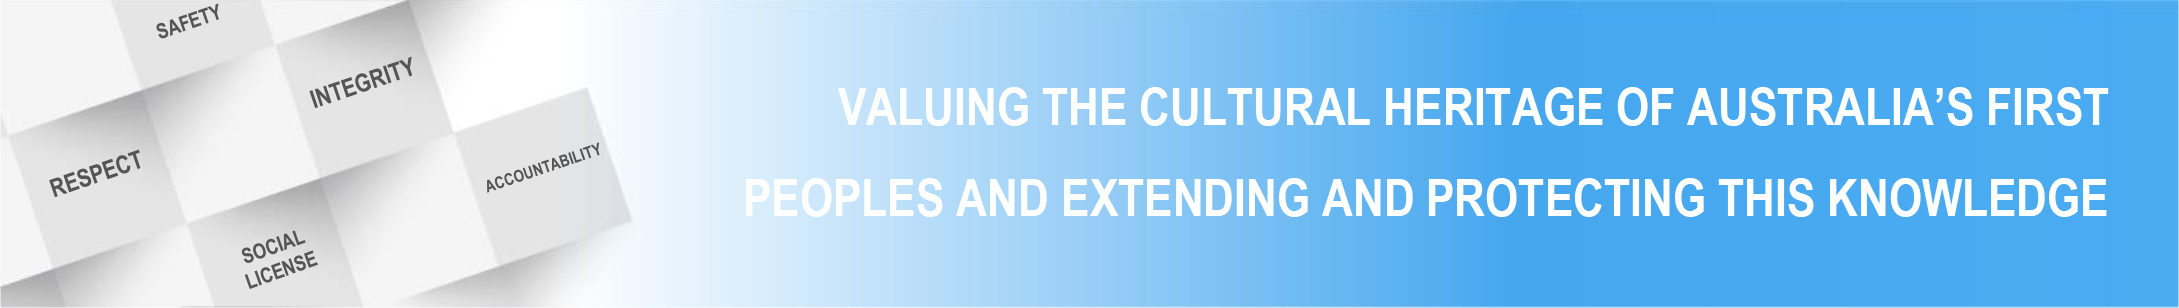 SAFETY
INTEGRITY
RESPECT
ACCOUNTABILITY
SOCIAL
LICENSE
VALUING THE CULTURAL HERITAGE OF AUSTRALIA’S FIRST
PEOPLES AND EXTENDING AND PROTECTING THIS KNOWLEDGE